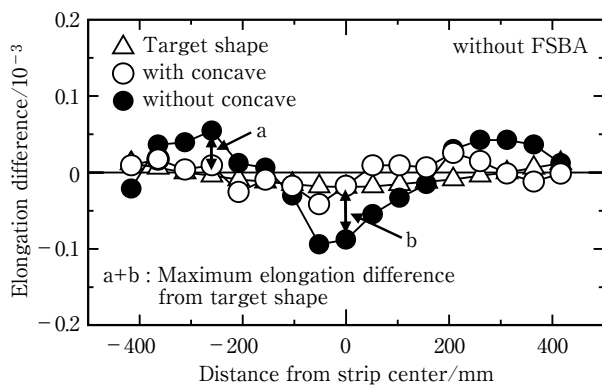 0.2
0.1
0
−0.1
−0.2
Elongation difference/10⁻³
Target shape
with concave
without concave
without FSBA
a
b
a+b : Maximum elongation difference
from target shape
−400
−200
0
200
400
Distance from strip center/mm